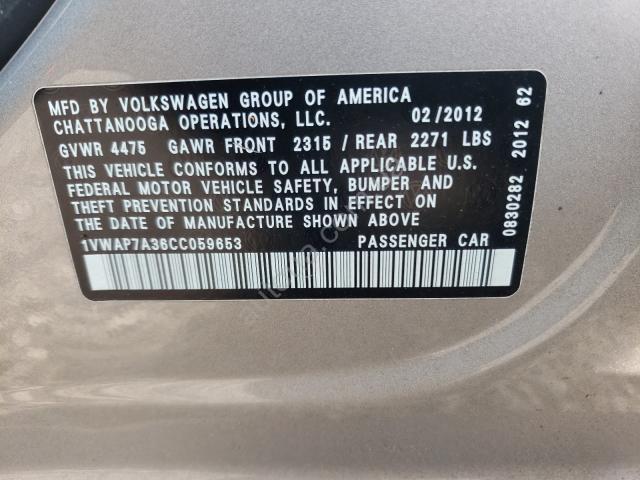 MFD BY VOLKSWAGEN GROUP OF AMERICA
CHATTANOOGA OPERATIONS, LLC. 02/2012
GVWR 4475 GAWR FRONT 2315 / REAR 2271 LBS
THIS VEHICLE CONFORMS TO ALL APPLICABLE U.S.
FEDERAL MOTOR VEHICLE SAFETY, BUMPER AND
THEFT PREVENTION STANDARDS IN EFFECT ON
THE DATE OF MANUFACTURE SHOWN ABOVE
1VWAP7A36CC059653 PASSENGER CAR
0830282 2012 62